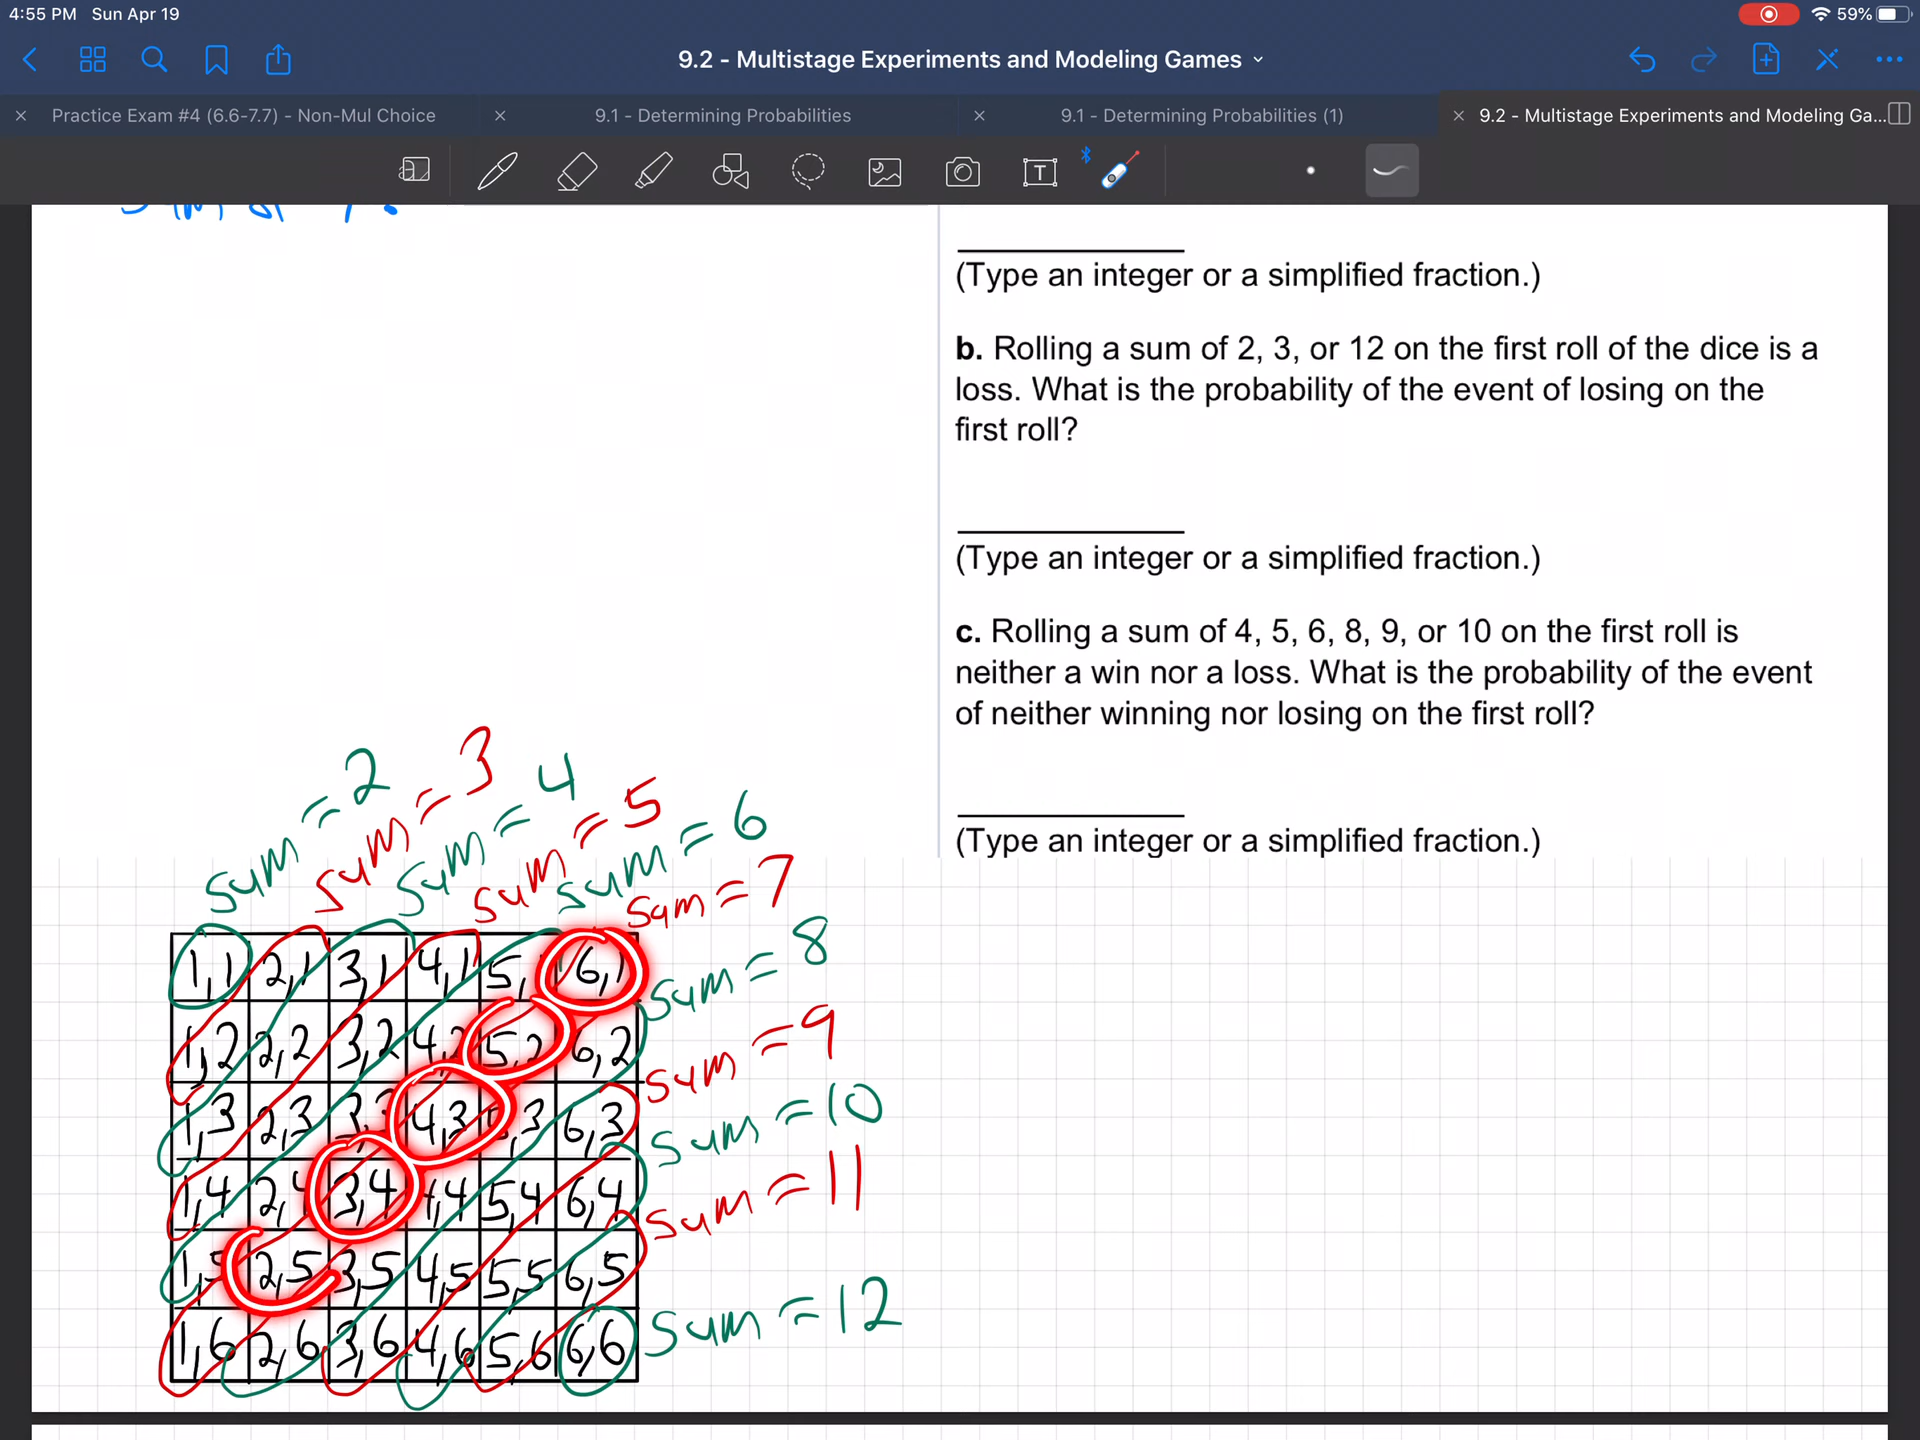 4:55 PM Sun Apr 19
59%
9.2 - Multistage Experiments and Modeling Games
Practice Exam #4 (6.6-7.7) - Non-Mul Choice
9.1 - Determining Probabilities
9.1 - Determining Probabilities (1)
9.2 - Multistage Experiments and Modeling Ga...
T
(Type an integer or a simplified fraction.)
b. Rolling a sum of 2, 3, or 12 on the first roll of the dice is a
loss. What is the probability of the event of losing on the
first roll?
(Type an integer or a simplified fraction.)
c. Rolling a sum of 4, 5, 6, 8, 9, or 10 on the first roll is
neither a win nor a loss. What is the probability of the event
of neither winning nor losing on the first roll?
(Type an integer or a simplified fraction.)
sum = 2
sum = 3
sum = 4
sum = 5
sum = 6
sum = 7
sum = 8
sum = 9
sum = 10
sum = 11
sum = 12
1,1 2,1 3,1 4,1 5, 6,1
1,2 2,2 3,2 4,2 5,2 6,2
1,3 2,3 3, 4,3 ,3 6,3
1,4 2,4 3,4 4,4 5,4 6,4
1,5 2,5 3,5 4,5 5,5 6,5
1,6 2,6 3,6 4,6 5,6 6,6